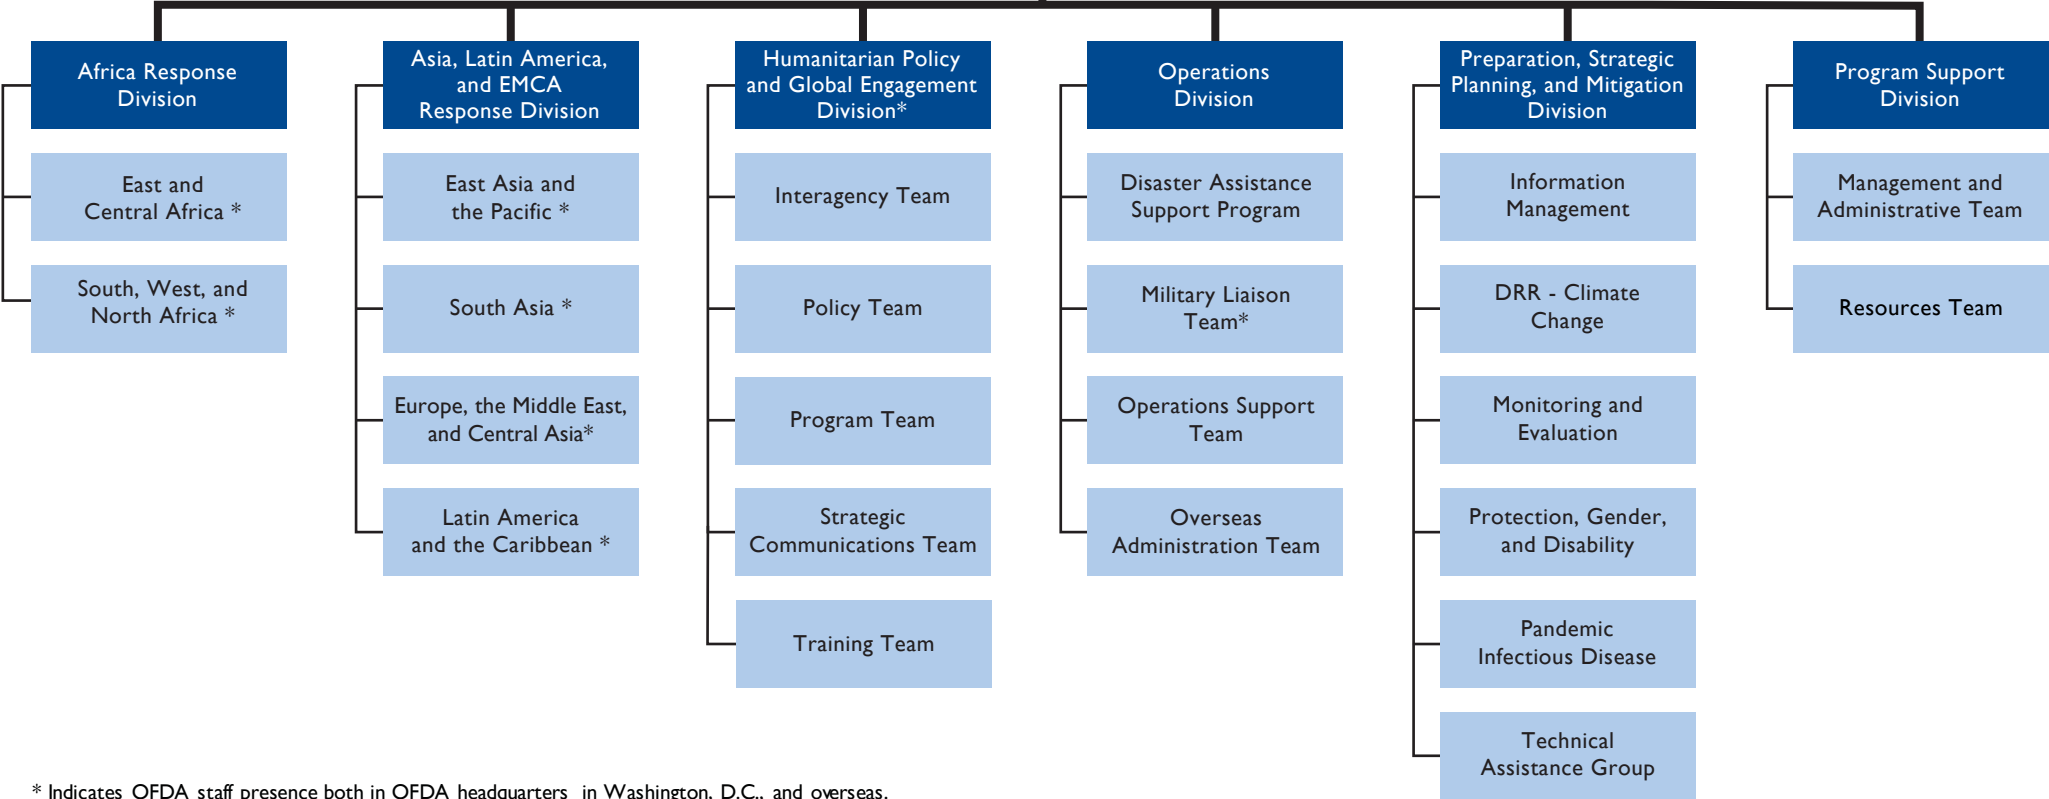 Africa Response
Division
East and
Central Africa *
South, West, and
North Africa *
Asia, Latin America,
and EMCA
Response Division
East Asia and
the Pacific *
South Asia *
Europe, the Middle East,
and Central Asia*
Latin America
and the Caribbean *
Humanitarian Policy
and Global Engagement
Division*
Interagency Team
Policy Team
Program Team
Strategic
Communications Team
Training Team
Operations
Division
Disaster Assistance
Support Program
Military Liaison
Team*
Operations Support
Team
Overseas
Administration Team
Preparation, Strategic
Planning, and Mitigation
Division
Information
Management
DRR - Climate
Change
Monitoring and
Evaluation
Protection, Gender,
and Disability
Pandemic
Infectious Disease
Technical
Assistance Group
Program Support
Division
Management and
Administrative Team
Resources Team
* Indicates OFDA staff presence both in OFDA headquarters in Washington, D.C., and overseas.